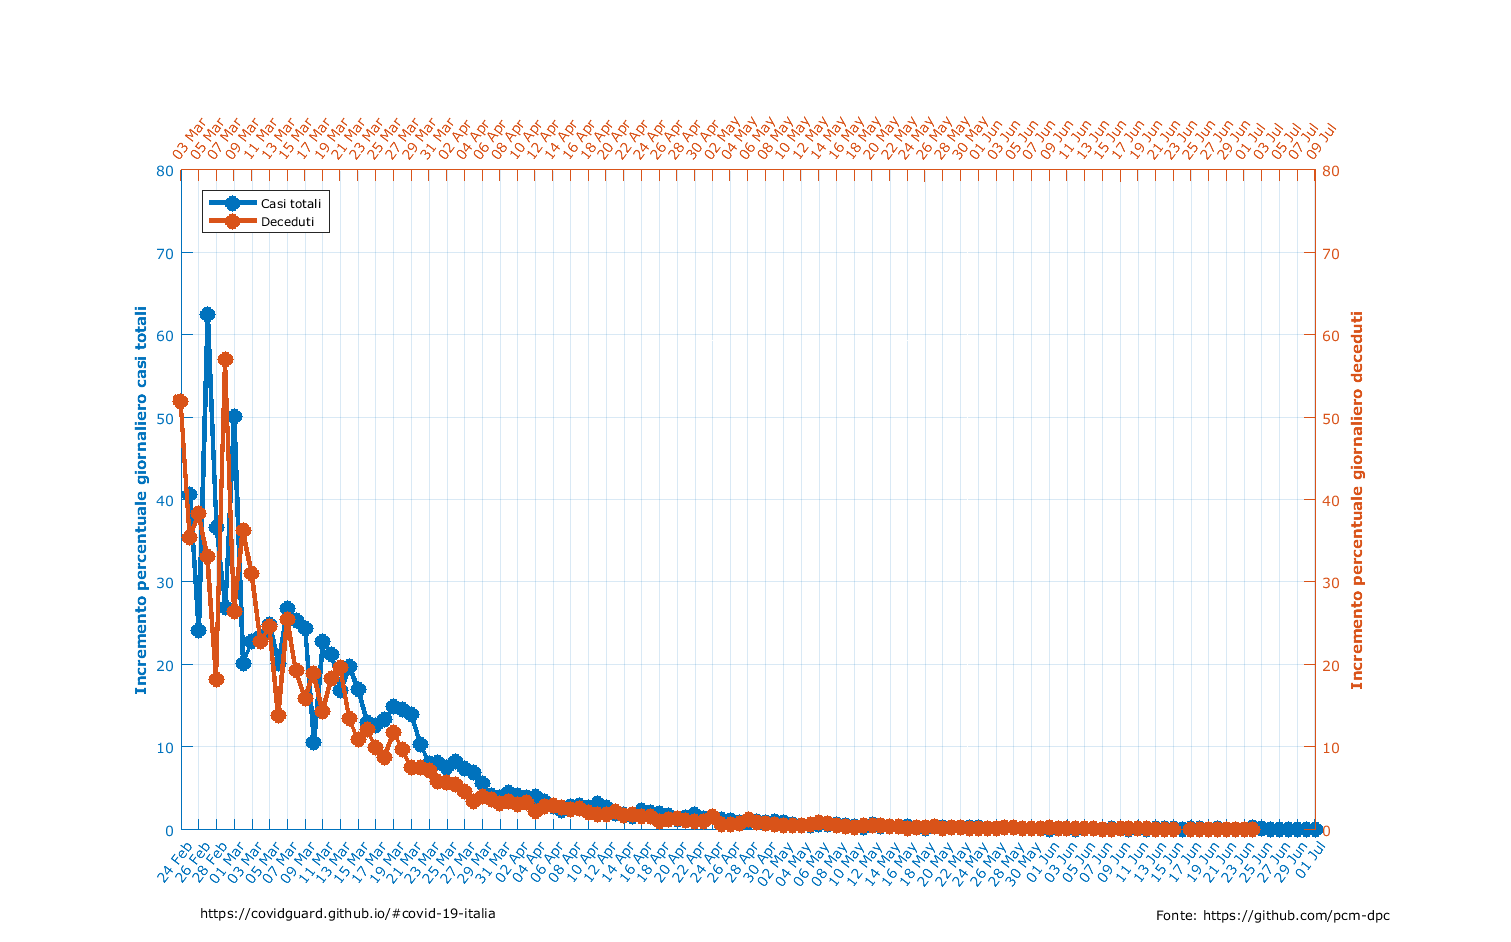 03 Mar
05 Mar
07 Mar
09 Mar
11 Mar
13 Mar
15 Mar
17 Mar
19 Mar
21 Mar
23 Mar
25 Mar
27 Mar
29 Mar
31 Mar
02 Apr
04 Apr
06 Apr
08 Apr
10 Apr
12 Apr
14 Apr
16 Apr
18 Apr
20 Apr
22 Apr
24 Apr
26 Apr
28 Apr
30 Apr
02 May
04 May
06 May
08 May
10 May
12 May
14 May
16 May
18 May
20 May
22 May
24 May
26 May
28 May
30 May
01 Jun
03 Jun
05 Jun
07 Jun
09 Jun
11 Jun
13 Jun
15 Jun
17 Jun
19 Jun
21 Jun
23 Jun
25 Jun
27 Jun
29 Jun
01 Jul
03 Jul
05 Jul
07 Jul
09 Jul
Casi totali
Deceduti
Incremento percentuale giornaliero casi totali
80
70
60
50
40
30
20
10
0
80
70
60
50
40
30
20
10
0
Incremento percentuale giornaliero deceduti
24 Feb
26 Feb
28 Feb
01 Mar
03 Mar
05 Mar
07 Mar
09 Mar
11 Mar
13 Mar
15 Mar
17 Mar
19 Mar
21 Mar
23 Mar
25 Mar
27 Mar
29 Mar
31 Mar
02 Apr
04 Apr
06 Apr
08 Apr
10 Apr
12 Apr
14 Apr
16 Apr
18 Apr
20 Apr
22 Apr
24 Apr
26 Apr
28 Apr
30 Apr
02 May
04 May
06 May
08 May
10 May
12 May
14 May
16 May
18 May
20 May
22 May
24 May
26 May
28 May
30 May
01 Jun
03 Jun
05 Jun
07 Jun
09 Jun
11 Jun
13 Jun
15 Jun
17 Jun
19 Jun
21 Jun
23 Jun
25 Jun
27 Jun
29 Jun
01 Jul
https://covidguard.github.io/#covid-19-italia
Fonte: https://github.com/pcm-dpc